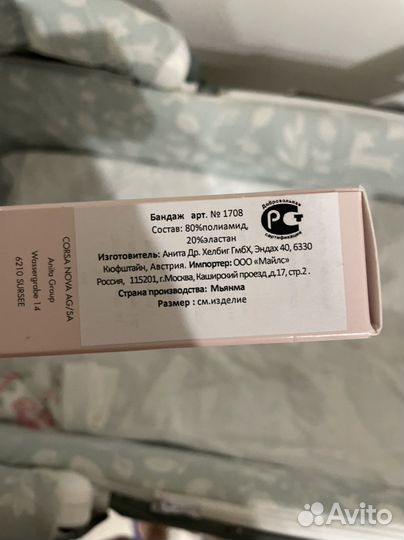 Бандаж арт. № 1708
Состав: 80%полиамид,
20%эластан
Изготовитель: Анита Др. Хелбиг ГмбХ, Эндах 40, 6330
Кюфштайн, Австрия. Импортер: ООО «Майлс»
Россия, 115201, г.Москва, Каширский проезд,д.17, стр.2 .
Страна производства: Мьянма
Размер : см.изделие
Добровольная
РСТ
сертификация
CORSA NOVA AG/SA
Anita Group
Wassergrabe 14
6210 SURSEE
Avito